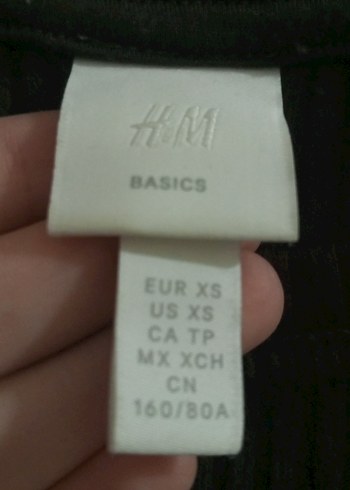 H&M
BASICS
EUR XS
US XS
CA TP
MX XCH
CN
160/80A